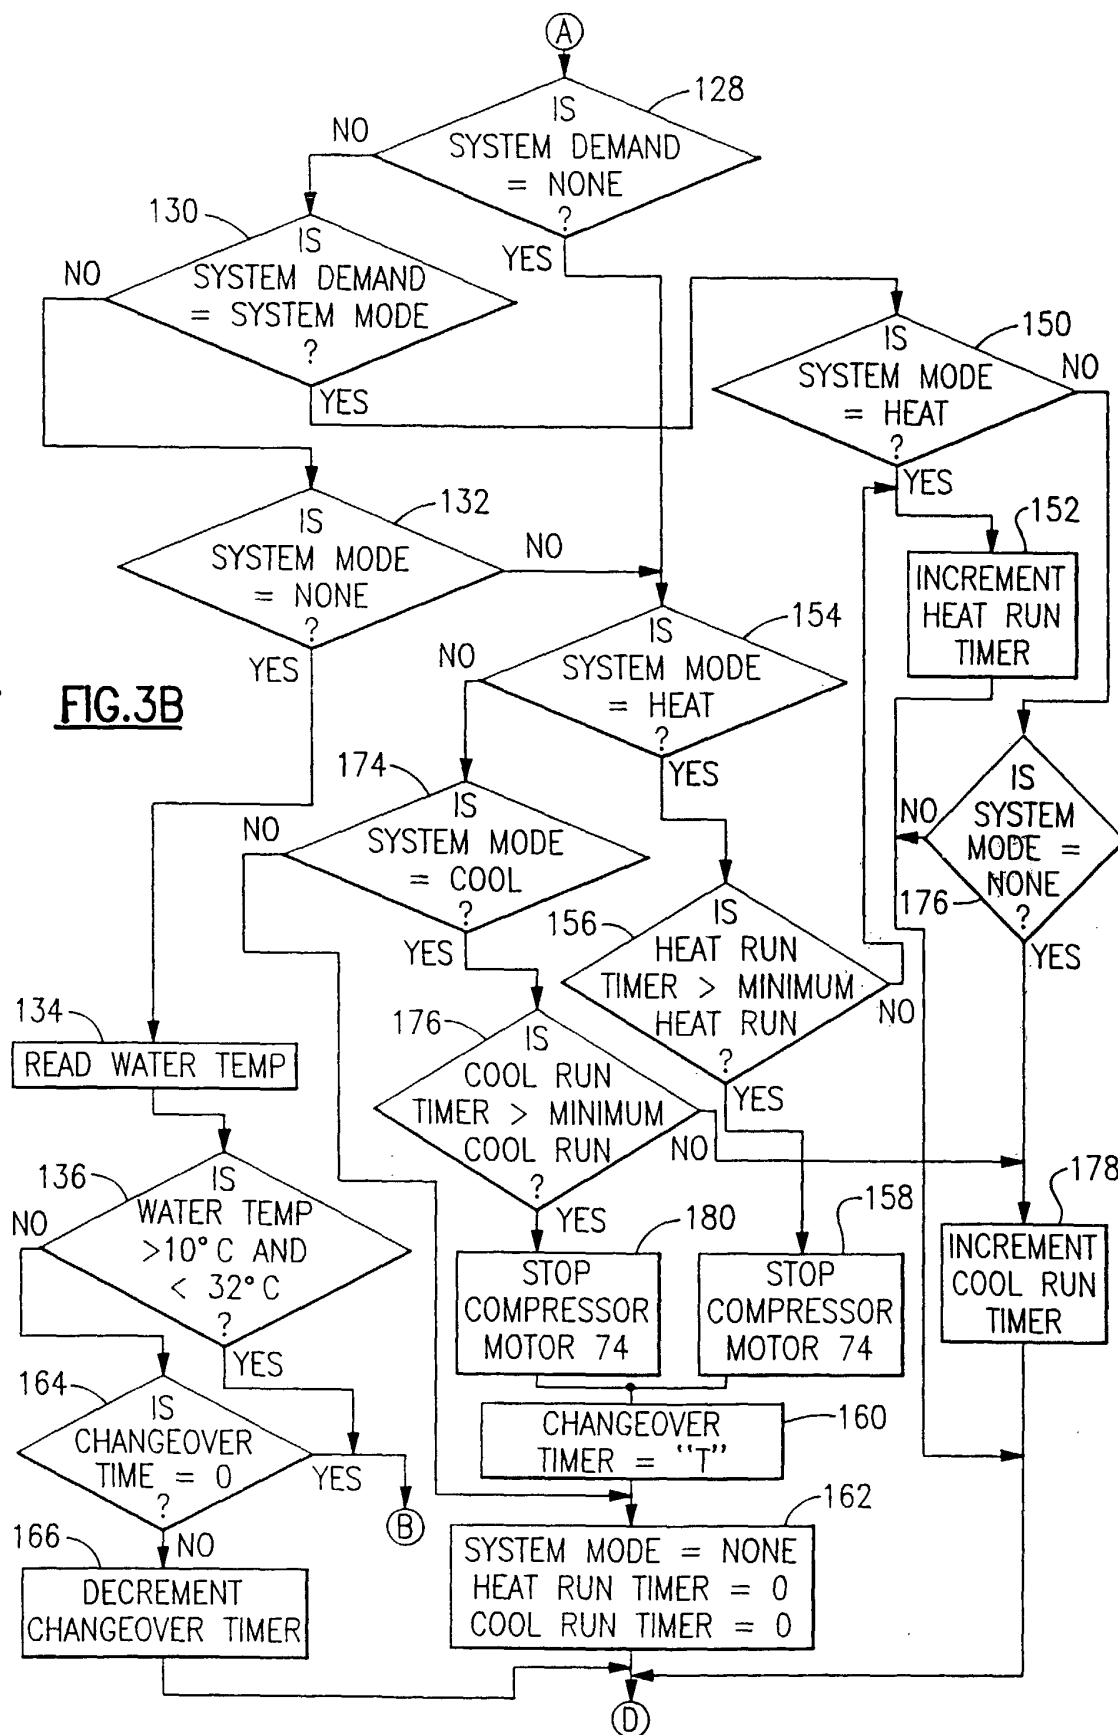 A
IS
SYSTEM DEMAND
= NONE
?
128
NO
YES
130
IS
SYSTEM DEMAND
= SYSTEM MODE
?
NO
YES
IS
SYSTEM MODE
= HEAT
?
150
NO
YES
132
IS
SYSTEM MODE
= NONE
?
NO
YES
152
INCREMENT
HEAT RUN
TIMER
FIG.3B
154
IS
SYSTEM MODE
= HEAT
?
NO
YES
174
IS
SYSTEM MODE
= COOL
?
NO
YES
IS
SYSTEM
MODE =
NONE
?
NO
176
YES
156
IS
HEAT RUN
TIMER > MINIMUM
HEAT RUN
?
NO
YES
134
READ WATER TEMP
176
IS
COOL RUN
TIMER > MINIMUM
COOL RUN
?
NO
YES
136
IS
WATER TEMP
>10°C AND
< 32°C
?
NO
YES
180
STOP
COMPRESSOR
MOTOR 74
158
STOP
COMPRESSOR
MOTOR 74
178
INCREMENT
COOL RUN
TIMER
164
IS
CHANGEOVER
TIME = 0
?
YES
NO
B
160
CHANGEOVER
TIMER = "T"
162
SYSTEM MODE = NONE
HEAT RUN TIMER = 0
COOL RUN TIMER = 0
166
DECREMENT
CHANGEOVER TIMER
D